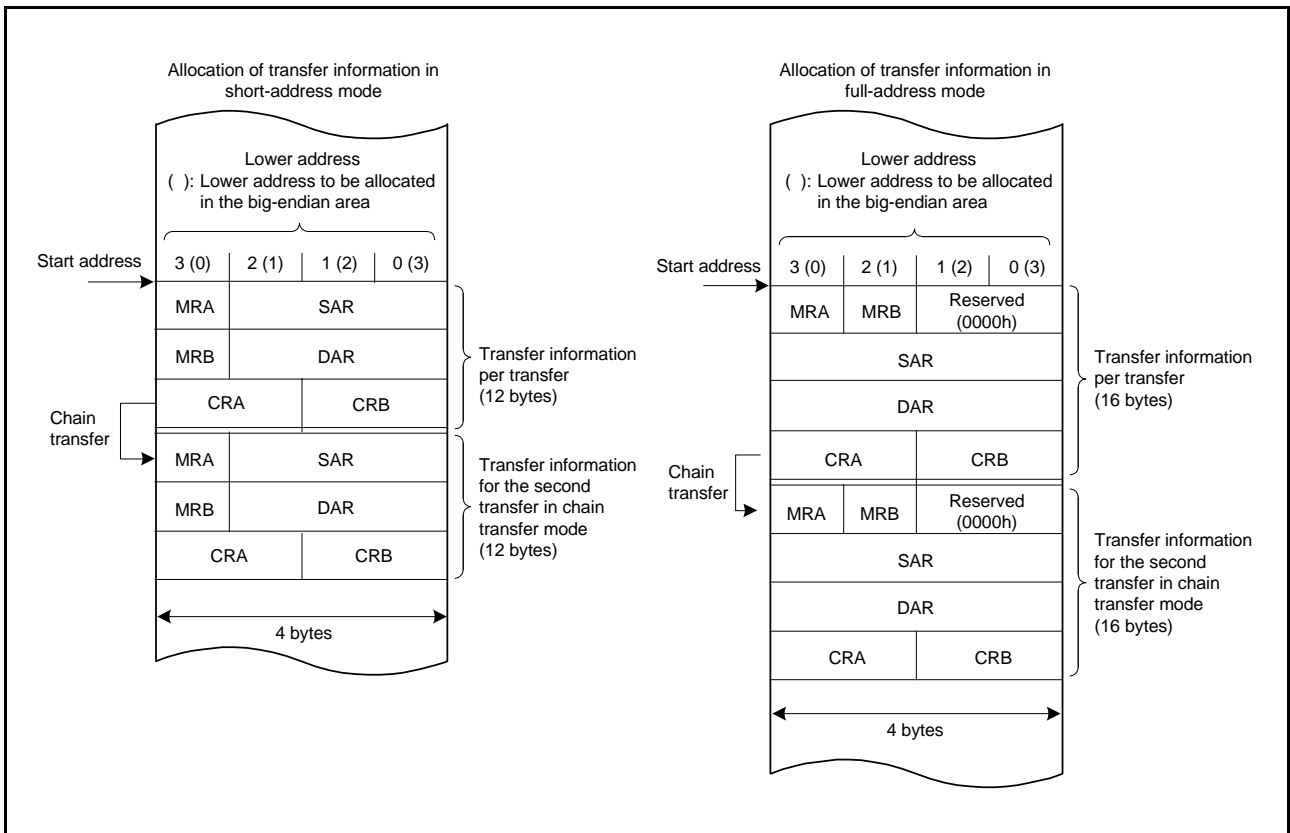 Allocation of transfer information in
short-address mode
Lower address
( ): Lower address to be allocated
in the big-endian area
Start address
3 (0) 2 (1) 1 (2) 0 (3)
MRA SAR
MRB DAR
CRA CRB
Transfer information
per transfer
(12 bytes)
Chain
transfer
MRA SAR
MRB DAR
CRA CRB
Transfer information
for the second
transfer in chain
transfer mode
(12 bytes)
4 bytes
Allocation of transfer information in
full-address mode
Lower address
( ): Lower address to be allocated
in the big-endian area
Start address
3 (0) 2 (1) 1 (2) 0 (3)
MRA MRB Reserved
(0000h)
SAR
DAR
CRA CRB
Transfer information
per transfer
(16 bytes)
Chain
transfer
MRA MRB Reserved
(0000h)
SAR
DAR
CRA CRB
Transfer information
for the second
transfer in chain
transfer mode
(16 bytes)
4 bytes